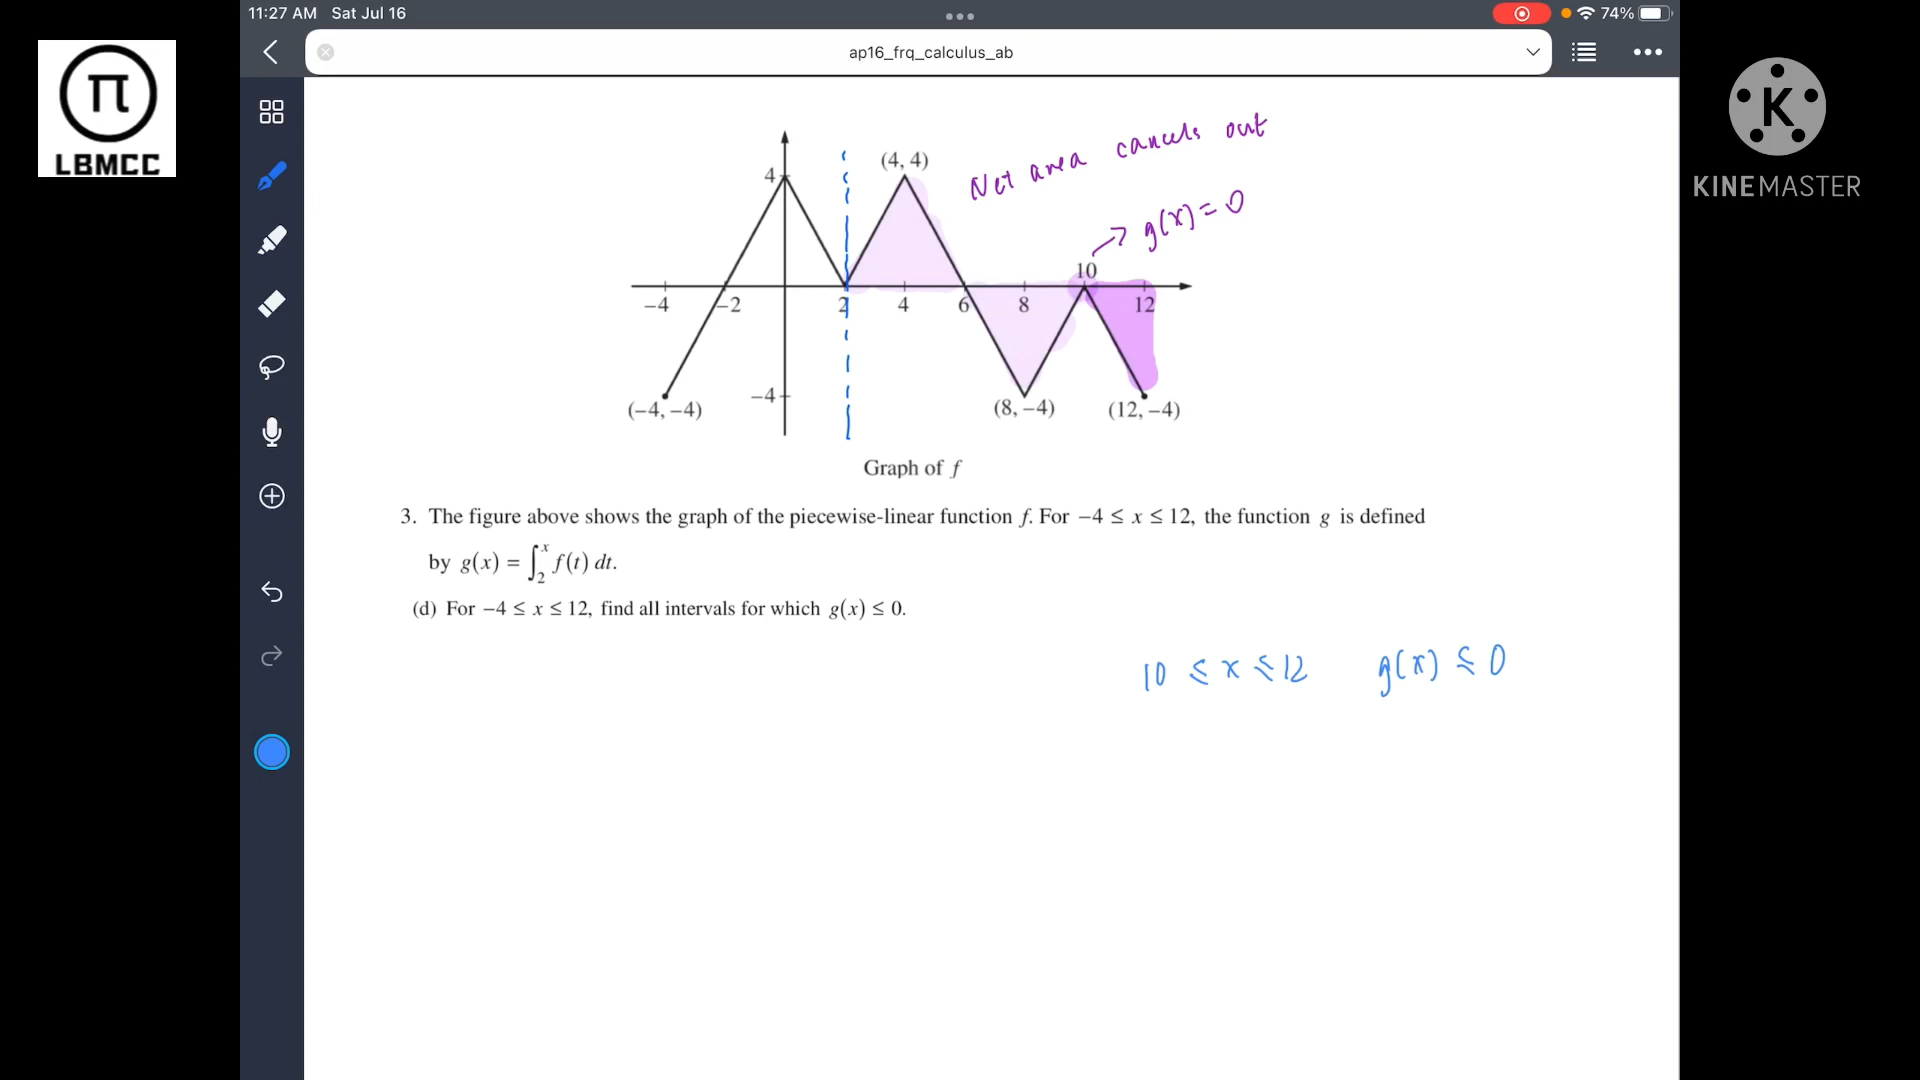 11:27 AM Sat Jul 16
74%
ap16_frq_calculus_ab
π
LBMCC
K
KINEMASTER
Net area cancels out
(4, 4)
4
→ g(x) = 0
10
−4 −2 2 4 6 8 12
−4
(−4, −4) (8, −4) (12, −4)
Graph of f
3. The figure above shows the graph of the piecewise-linear function f. For −4 ≤ x ≤ 12, the function g is defined
by g(x) = ∫₂ˣ f(t) dt.
(d) For −4 ≤ x ≤ 12, find all intervals for which g(x) ≤ 0.
10 ≤ x ≤ 12 g(x) ≤ 0